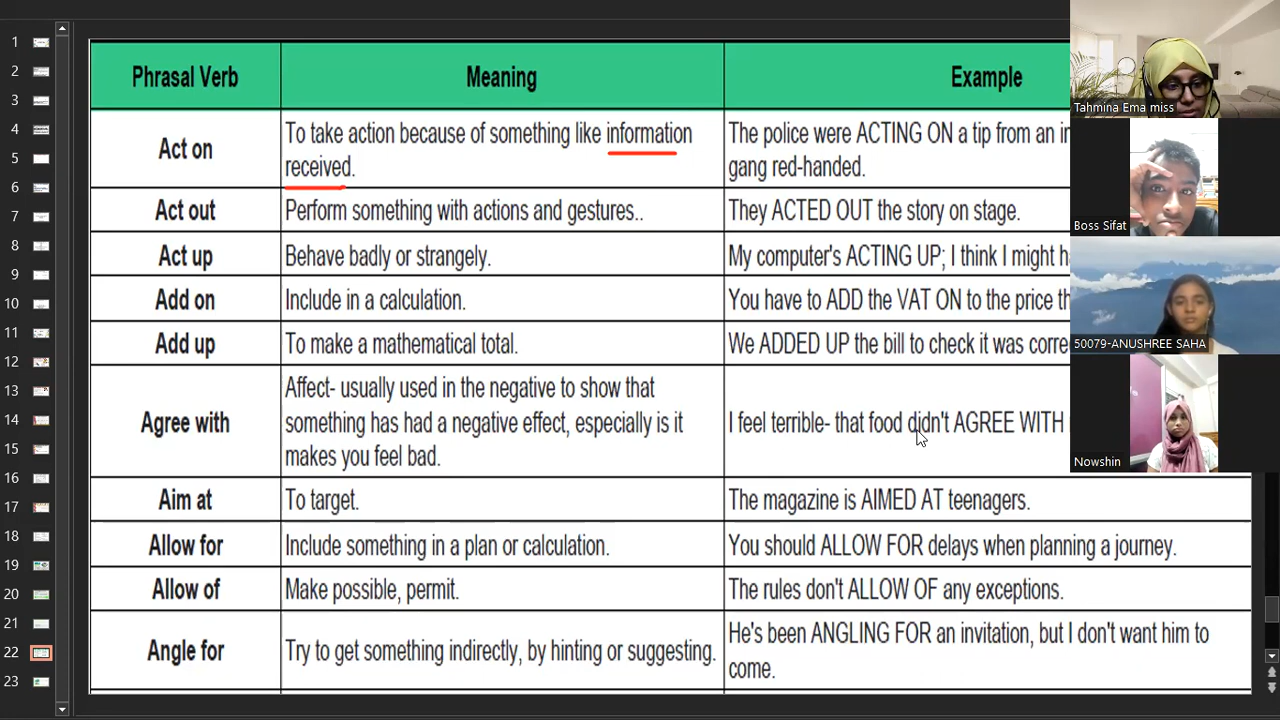 1
2
3
4
5
6
7
8
9
10
11
12
13
14
15
16
17
18
19
20
21
22
23
Phrasal Verb Meaning Example
Act on
To take action because of something like information
received.
The police were ACTING ON a tip from an
gang red-handed.
Act out Perform something with actions and gestures.. They ACTED OUT the story on stage.
Act up Behave badly or strangely. My computer's ACTING UP; I think I might
Add on Include in a calculation. You have to ADD the VAT ON to the price
Add up To make a mathematical total. We ADDED UP the bill to check it was
Agree with
Affect- usually used in the negative to show that
something has had a negative effect, especially is it
makes you feel bad.
I feel terrible- that food didn't AGREE WITH
Aim at To target. The magazine is AIMED AT teenagers.
Allow for Include something in a plan or calculation. You should ALLOW FOR delays when planning a journey.
Allow of Make possible, permit. The rules don't ALLOW OF any exceptions.
Angle for Try to get something indirectly, by hinting or suggesting.
He's been ANGLING FOR an invitation, but I don't want him to
come.
Tahmina Ema miss
Boss Sifat
50079-ANUSHREE SAHA
Nowshin